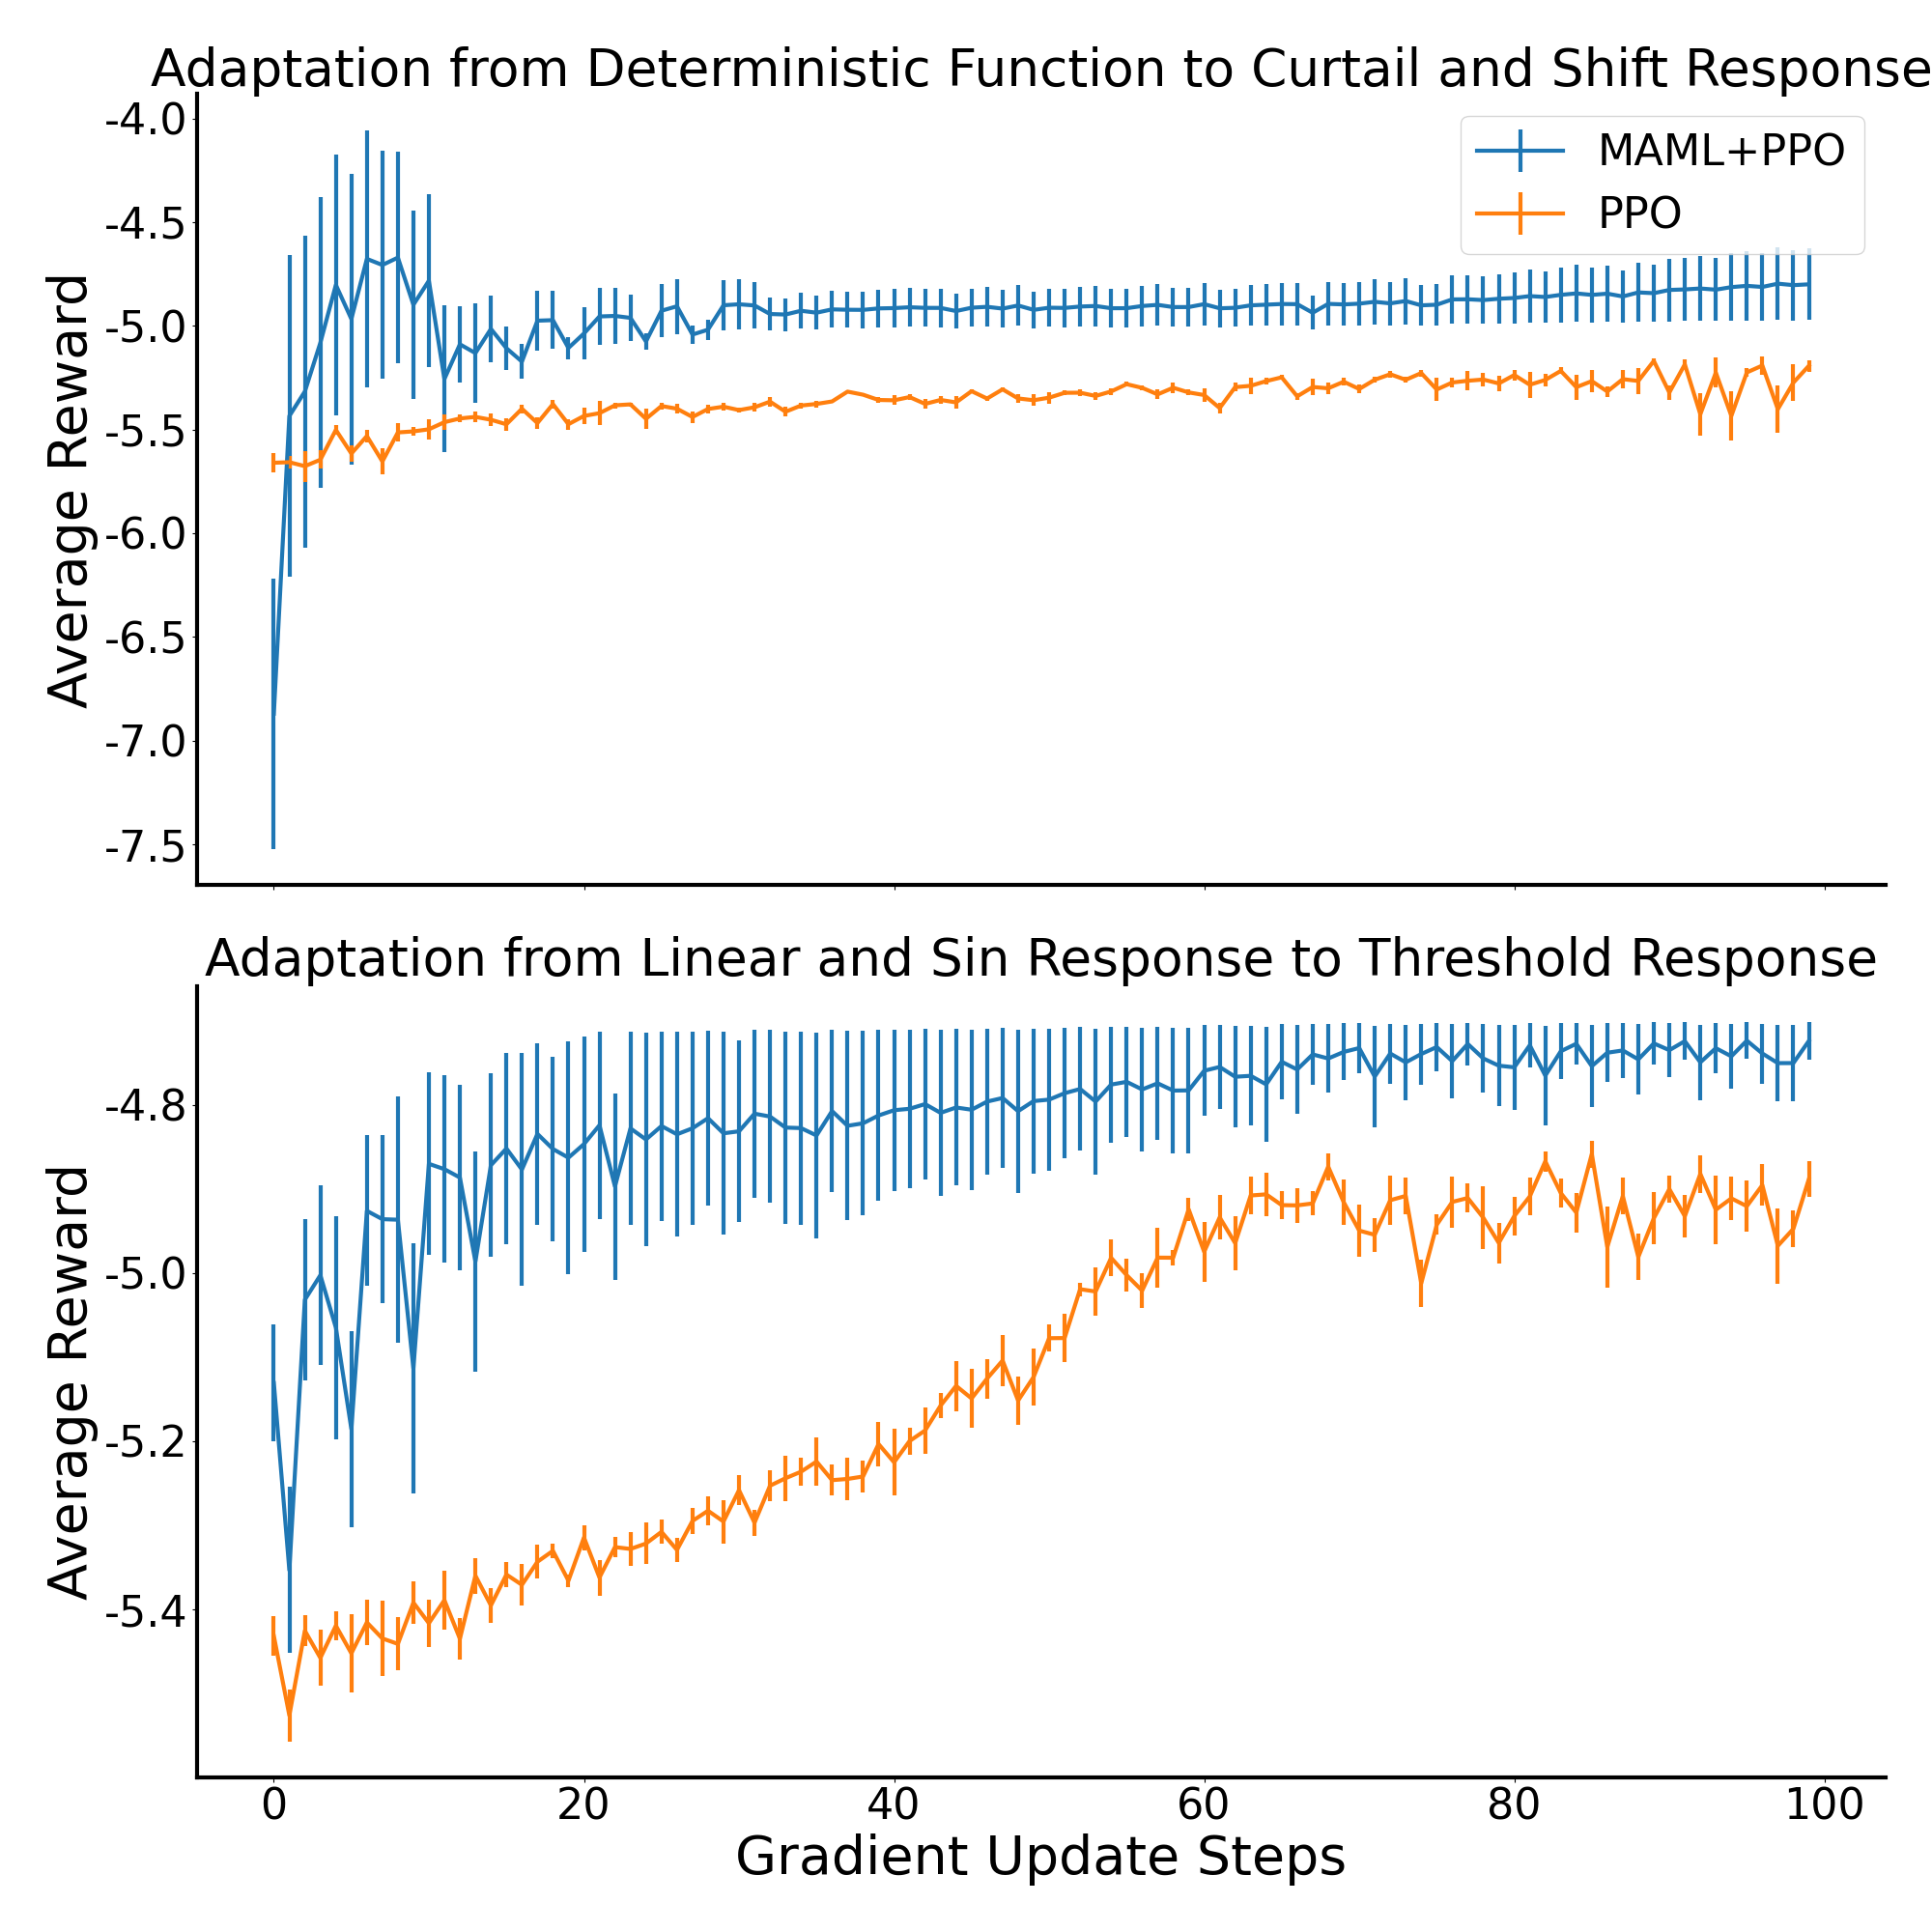 Adaptation from Deterministic Function to Curtail and Shift Response
MAML+PPO
PPO
Average Reward
-4.0
-4.5
-5.0
-5.5
-6.0
-6.5
-7.0
-7.5
Adaptation from Linear and Sin Response to Threshold Response
Average Reward
-4.8
-5.0
-5.2
-5.4
0 20 40 60 80 100
Gradient Update Steps